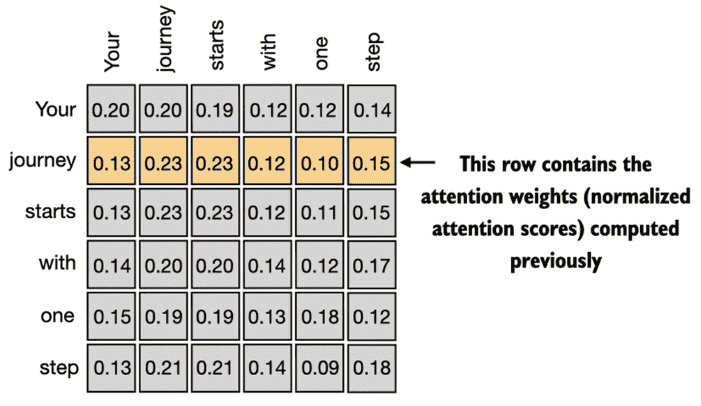 Your journey starts with one step
Your 0.20 0.20 0.19 0.12 0.12 0.14
journey 0.13 0.23 0.23 0.12 0.10 0.15
This row contains the
attention weights (normalized
attention scores) computed
previously
starts 0.13 0.23 0.23 0.12 0.11 0.15
with 0.14 0.20 0.20 0.14 0.12 0.17
one 0.15 0.19 0.19 0.13 0.18 0.12
step 0.13 0.21 0.21 0.14 0.09 0.18